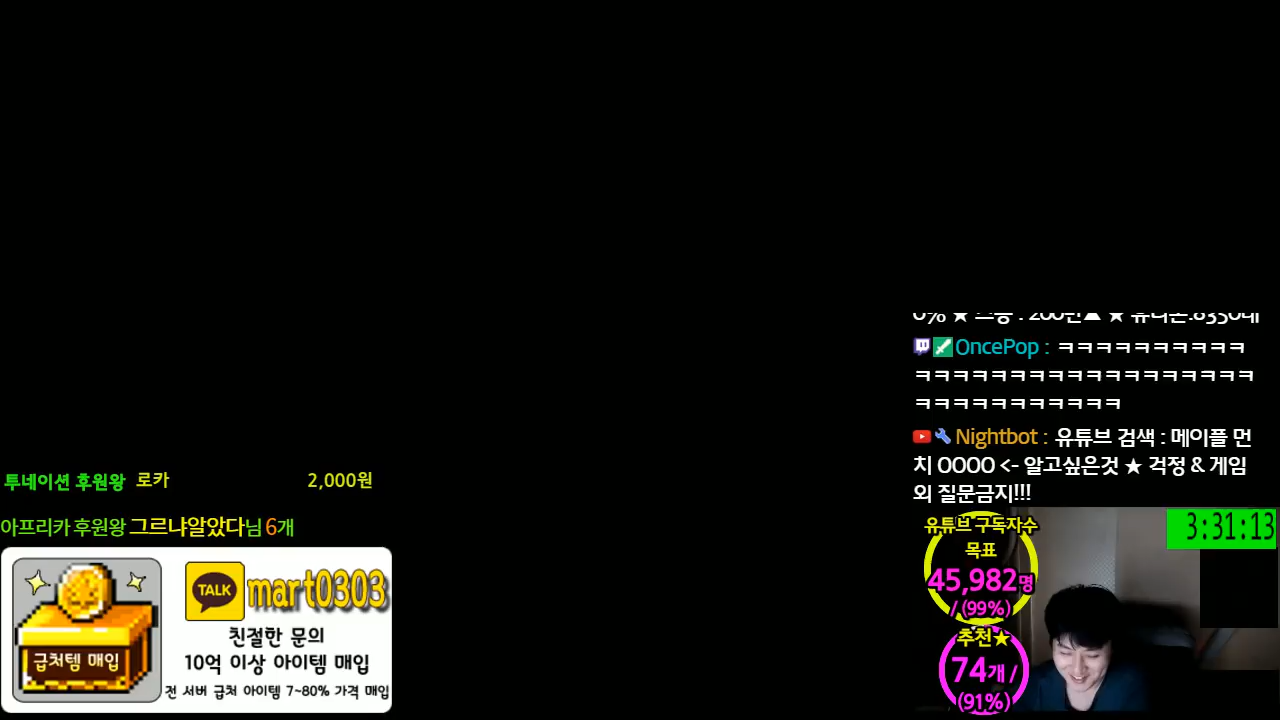 ★ : 200만▲ ★
OncePop : ㅋㅋㅋㅋㅋㅋㅋㅋㅋㅋ
ㅋㅋㅋㅋㅋㅋㅋㅋㅋㅋㅋㅋㅋㅋㅋㅋㅋㅋ
ㅋㅋㅋㅋㅋㅋㅋㅋㅋㅋㅋ
Nightbot : 유튜브 검색 : 메이플 먼
치 OOOO <- 알고싶은것 ★ 걱정 & 게임
외 질문금지!!!
투네이션 후원왕 로카 2,000원
아프리카 후원왕 그르냐알았다님 6개
급처템 매입
TALK mart0303
친절한 문의
10억 이상 아이템 매입
전 서버 급처 아이템 7~80% 가격 매입
유튜브 구독자수
목표
45,982명
/ (99%)
추천★
74개 /
(91%)
3:31:13